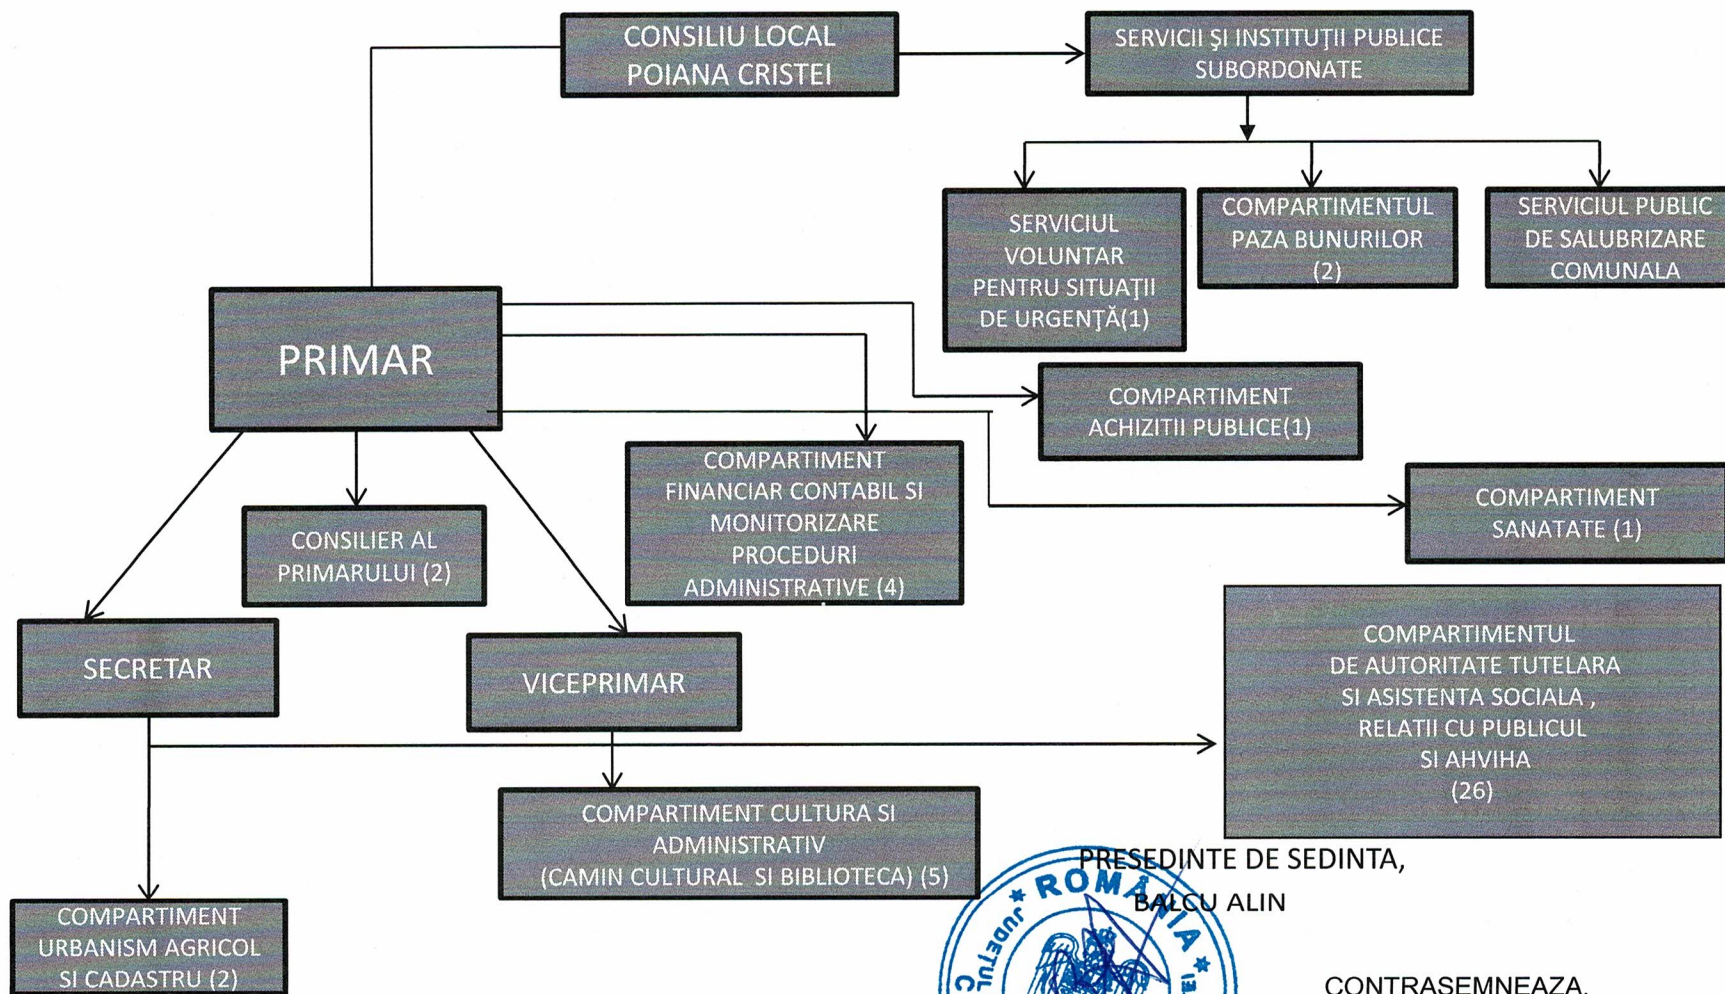 CONSILIU LOCAL
POIANA CRISTEI
SERVICII ŞI INSTITUŢII PUBLICE
SUBORDONATE
SERVICIUL
VOLUNTAR
PENTRU SITUAŢII
DE URGENŢĂ(1)
COMPARTIMENTUL
PAZA BUNURILOR
(2)
SERVICIUL PUBLIC
DE SALUBRIZARE
COMUNALA
PRIMAR
COMPARTIMENT
ACHIZITII PUBLICE(1)
COMPARTIMENT
FINANCIAR CONTABIL SI
MONITORIZARE
PROCEDURI
ADMINISTRATIVE (4)
COMPARTIMENT
SANATATE (1)
CONSILIER AL
PRIMARULUI (2)
SECRETAR
VICEPRIMAR
COMPARTIMENTUL
DE AUTORITATE TUTELARA
SI ASISTENTA SOCIALA ,
RELATII CU PUBLICUL
SI AHVIHA
(26)
COMPARTIMENT CULTURA SI
ADMINISTRATIV
(CAMIN CULTURAL  SI BIBLIOTECA) (5)
COMPARTIMENT
URBANISM AGRICOL
SI CADASTRU (2)
PRESEDINTE DE SEDINTA,
BALCU ALIN
ROMÂNIA
JUDEŢUL
CONTRASEMNEAZA,